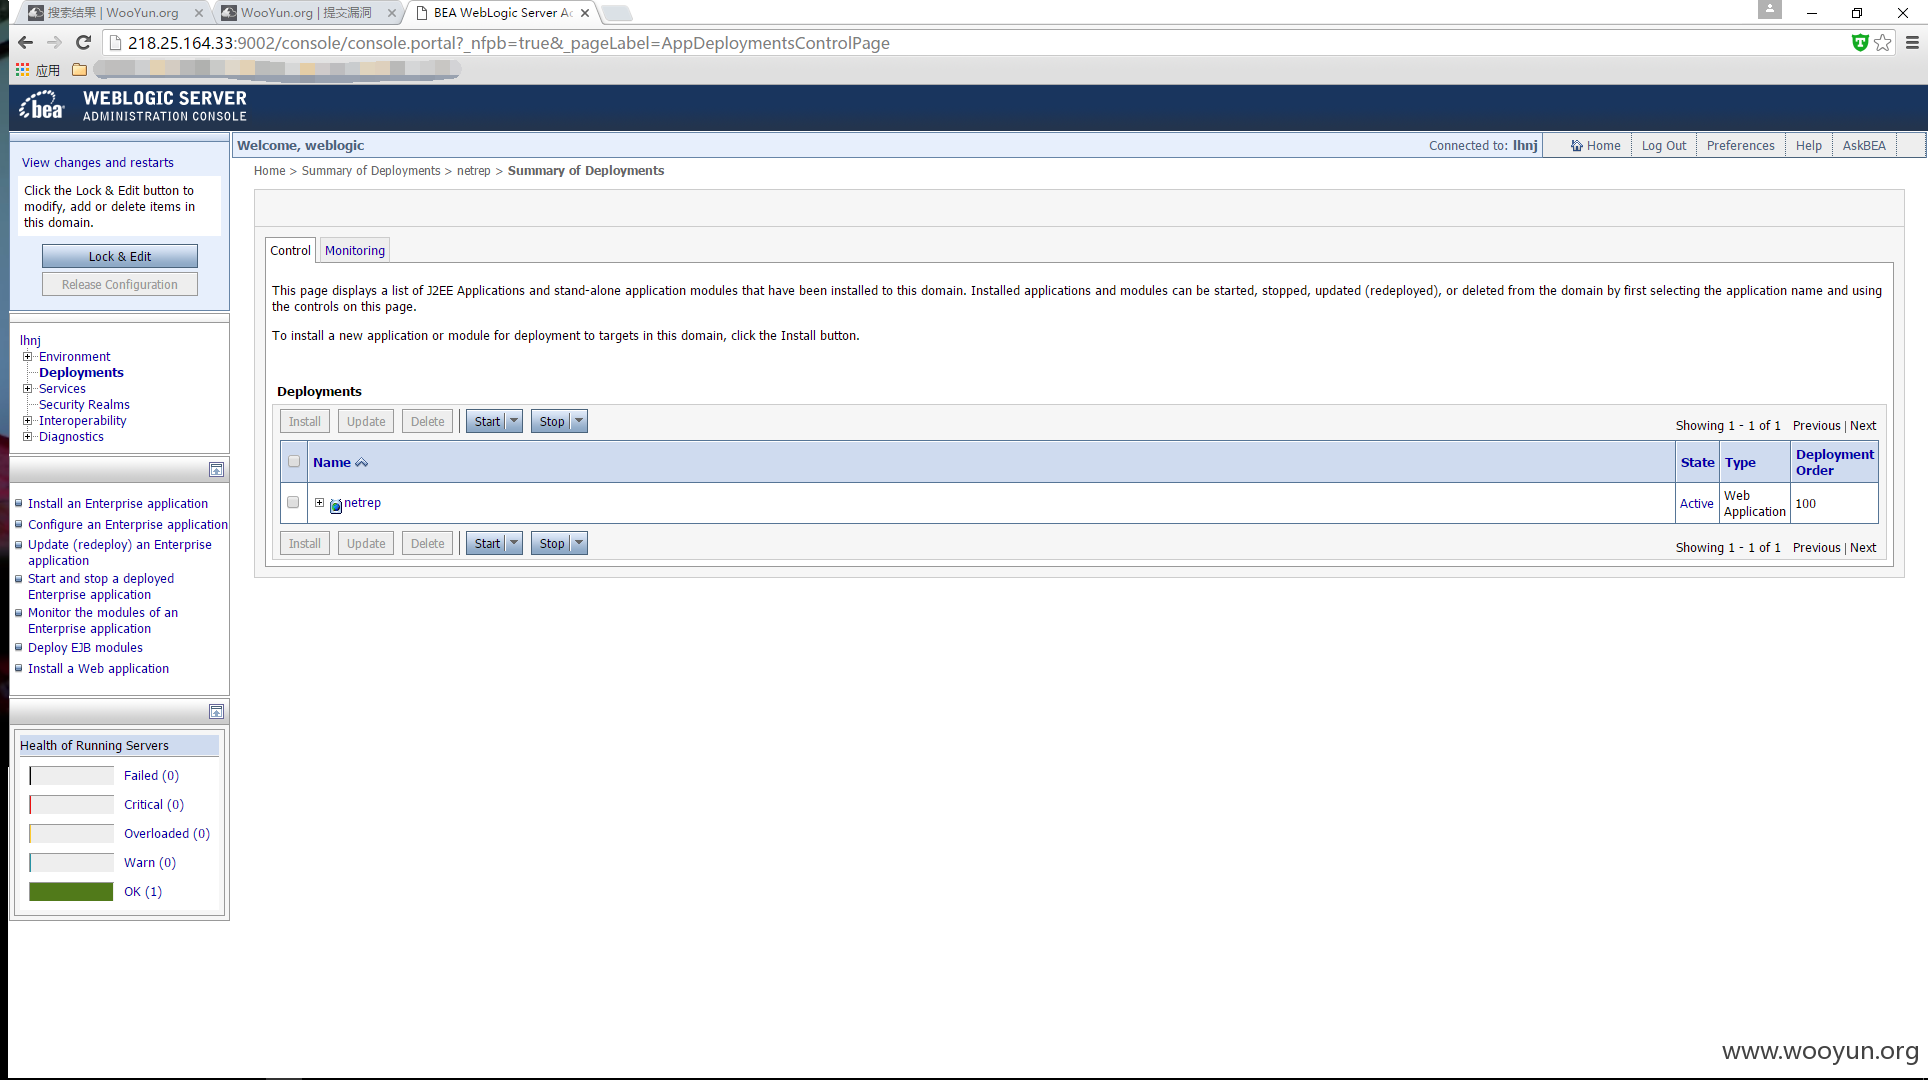 搜索结果 | WooYun.org
WooYun.org | 提交漏洞
BEA WebLogic Server Ac
218.25.164.33:9002/console/console.portal?_nfpb=true&_pageLabel=AppDeploymentsControlPage
应用
bea
WEBLOGIC SERVER
ADMINISTRATION CONSOLE
Welcome, weblogic
Connected to: lhnj
Home
Log Out
Preferences
Help
AskBEA
Home > Summary of Deployments > netrep > Summary of Deployments
View changes and restarts
Click the Lock & Edit button to
modify, add or delete items in
this domain.
Lock & Edit
Release Configuration
lhnj
Environment
Deployments
Services
Security Realms
Interoperability
Diagnostics
Install an Enterprise application
Configure an Enterprise application
Update (redeploy) an Enterprise
application
Start and stop a deployed
Enterprise application
Monitor the modules of an
Enterprise application
Deploy EJB modules
Install a Web application
Health of Running Servers
Failed (0)
Critical (0)
Overloaded (0)
Warn (0)
OK (1)
Control
Monitoring
This page displays a list of J2EE Applications and stand-alone application modules that have been installed to this domain. Installed applications and modules can be started, stopped, updated (redeployed), or deleted from the domain by first selecting the application name and using
the controls on this page.
To install a new application or module for deployment to targets in this domain, click the Install button.
Deployments
Install Update Delete Start Stop
Showing 1 - 1 of 1 Previous | Next
Name State Type Deployment
Order
netrep Active Web
Application 100
Install Update Delete Start Stop
Showing 1 - 1 of 1 Previous | Next
www.wooyun.org